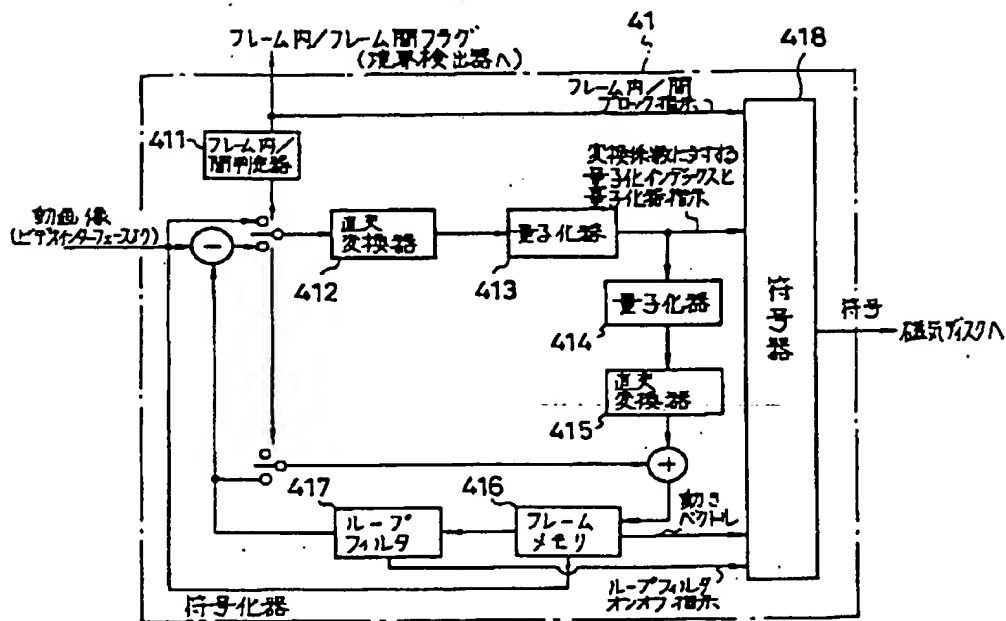 フレーム内/フレーム間フラグ
(境界検出器へ)
41
418
フレーム内/間
ブロック指示
411
フレーム内/
間判定器
変換係数に対する
量子化インデックスと
量子化器指示
動画像
(ビデオインターフェースより)
−
直交
変換器
412
量子化器
413
量子化器
414
符号器
符号
磁気ディスクへ
直交
変換器
415
+
417
ループ
フィルタ
416
フレーム
メモリ
動き
ベクトル
ループフィルタ
オンオフ指示
符号化器